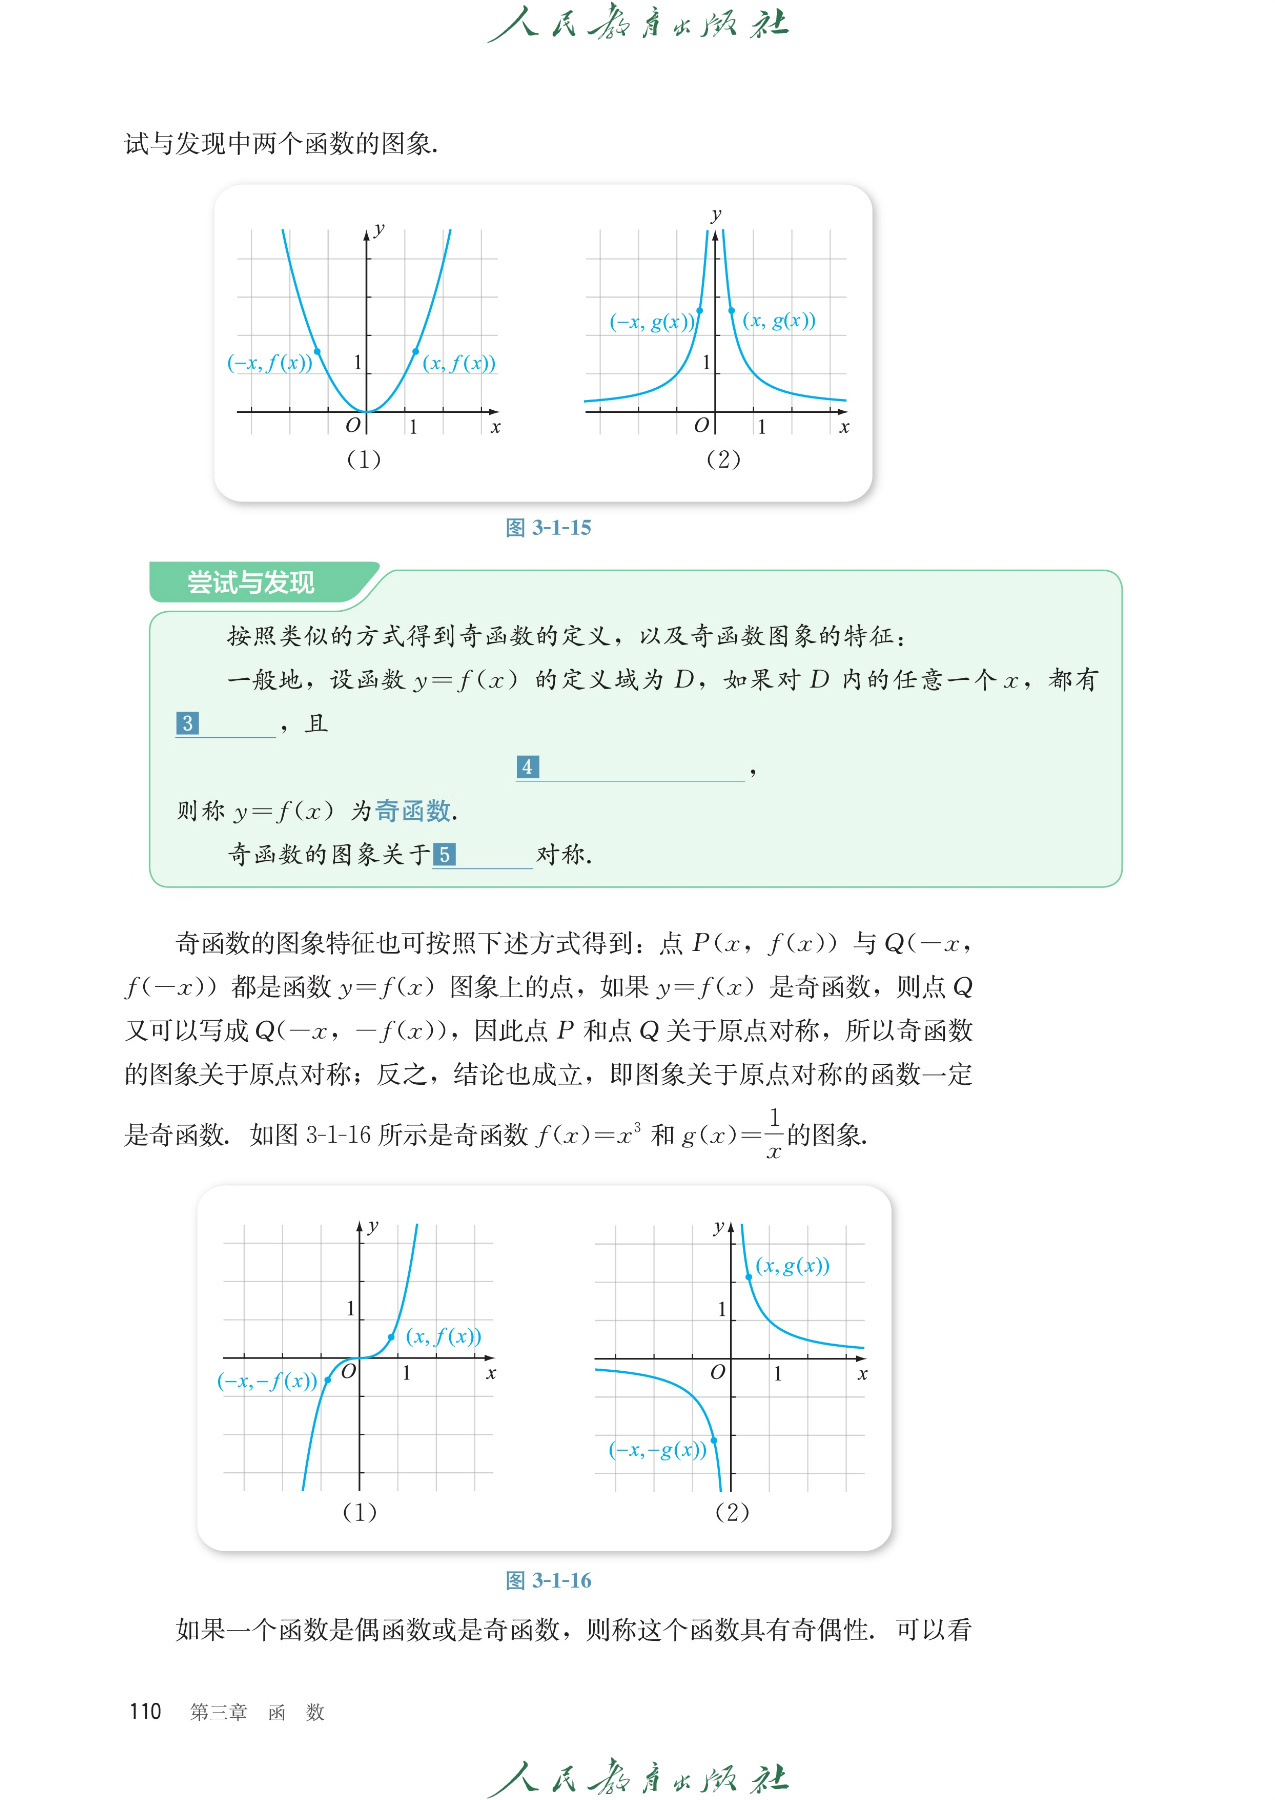 人民教育出版社
试与发现中两个函数的图象.
y
(-x, f(x))
1
(x, f(x))
O
1
x
(1)
y
(-x, g(x))
(x, g(x))
1
O
1
x
(2)
图 3-1-15
尝试与发现
按照类似的方式得到奇函数的定义，以及奇函数图象的特征：
一般地，设函数 y=f(x) 的定义域为 D，如果对 D 内的任意一个 x，都有
3 ，且
4 ，
则称 y=f(x) 为奇函数.
奇函数的图象关于 5 对称.
奇函数的图象特征也可按照下述方式得到：点 P(x，f(x)) 与 Q(-x，
f(-x)) 都是函数 y=f(x) 图象上的点，如果 y=f(x) 是奇函数，则点 Q
又可以写成 Q(-x，-f(x))，因此点 P 和点 Q 关于原点对称，所以奇函数
的图象关于原点对称；反之，结论也成立，即图象关于原点对称的函数一定
是奇函数. 如图 3-1-16 所示是奇函数 f(x)=x³ 和 g(x)=1/x 的图象.
y
1
(x, f(x))
(-x,-f(x))
O
1
x
(1)
y
(x, g(x))
1
O
1
x
(-x,-g(x))
(2)
图 3-1-16
如果一个函数是偶函数或是奇函数，则称这个函数具有奇偶性. 可以看
110 第三章 函 数
人民教育出版社